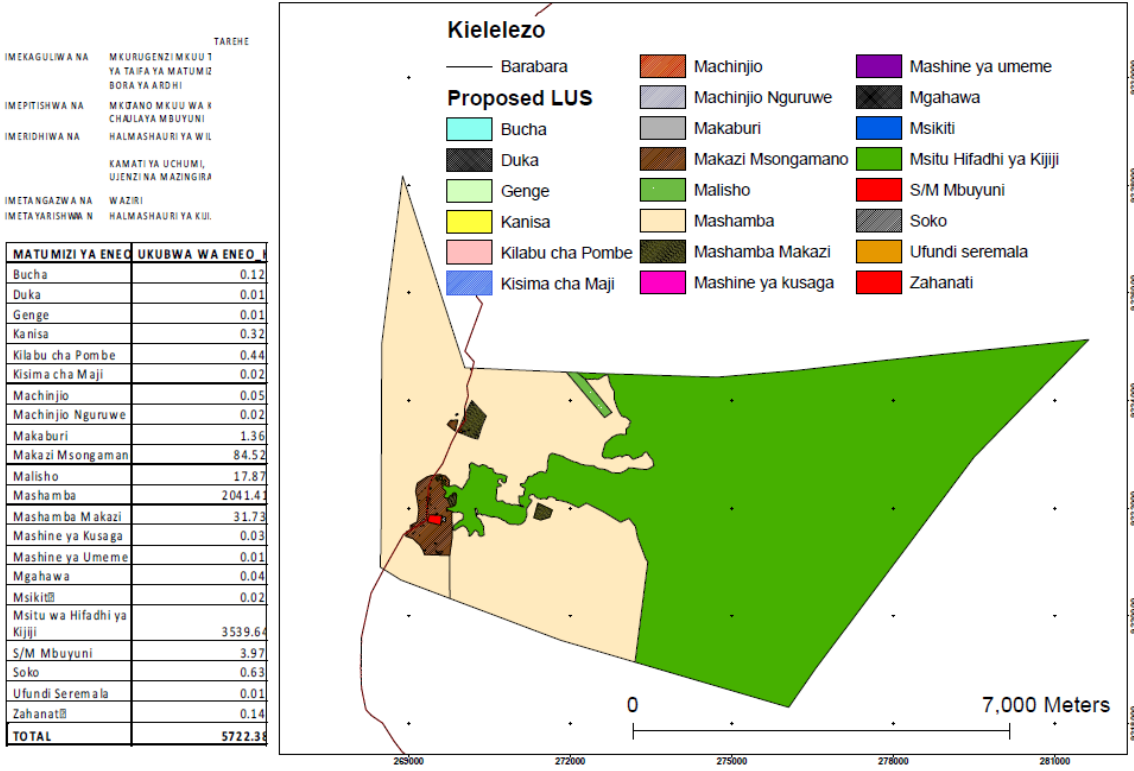 TAREHE
IMEKAGULIWA NA MKURUGENZI MKUU T
YA TAIFA YA MATUMIZ
BORA YA ARDHI
IMEPITISHWA NA MKUTANO MKUU WA K
CHAULAYA MBUYUNI
IMERIDHIWA NA HALMASHAURI YA WIL
KAMATI YA UCHUMI,
UJENZI NA MAZINGIRA
IMETANGAZWA NA WAZIRI
IMETAYARISHWA N HALMASHAURI YA KIJI.
MATUMIZI YA ENEO UKUBWA WA ENEO_H
Bucha 0.12
Duka 0.01
Genge 0.01
Kanisa 0.32
Kilabu cha Pombe 0.44
Kisima cha Maji 0.02
Machinjio 0.05
Machinjio Nguruwe 0.02
Makaburi 1.36
Makazi Msongaman 84.52
Malisho 17.87
Mashamba 2041.41
Mashamba Makazi 31.73
Mashine ya Kusaga 0.03
Mashine ya Umeme 0.01
Mgahawa 0.04
Msikit 0.02
Msitu wa Hifadhi ya
Kijiji 3539.64
S/M Mbuyuni 3.97
Soko 0.63
Ufundi Seremala 0.01
Zahanat 0.14
TOTAL 5722.38
Kielelezo
Barabara
Proposed LUS
Bucha
Duka
Genge
Kanisa
Kilabu cha Pombe
Kisima cha Maji
Machinjio
Machinjio Nguruwe
Makaburi
Makazi Msongamano
Malisho
Mashamba
Mashamba Makazi
Mashine ya kusaga
Mashine ya umeme
Mgahawa
Msikiti
Msitu Hifadhi ya Kijiji
S/M Mbuyuni
Soko
Ufundi seremala
Zahanati
0 7,000 Meters
269000 272000 275000 278000 281000